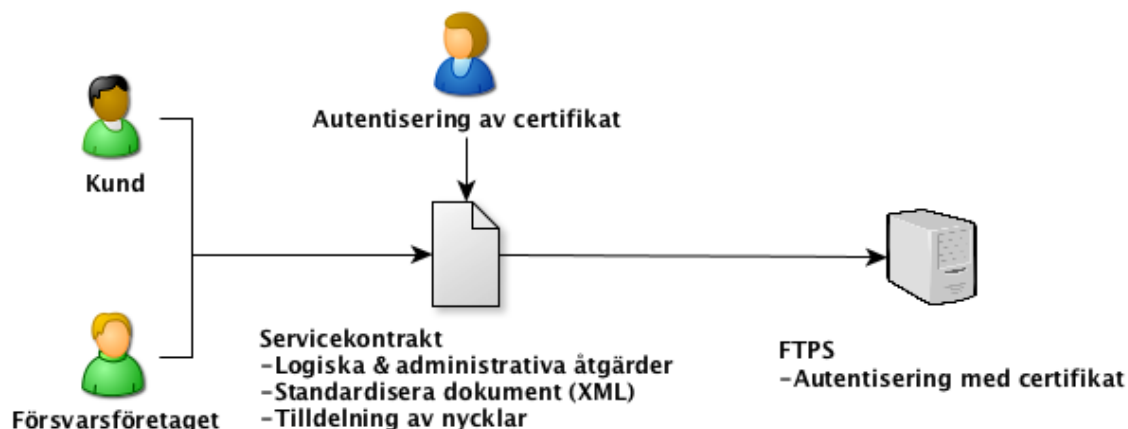 Autentisering av certifikat
Kund
Servicekontrakt
-Logiska & administrativa åtgärder
-Standardisera dokument (XML)
-Tilldelning av nycklar
FTPS
-Autentisering med certifikat
Försvarsföretaget